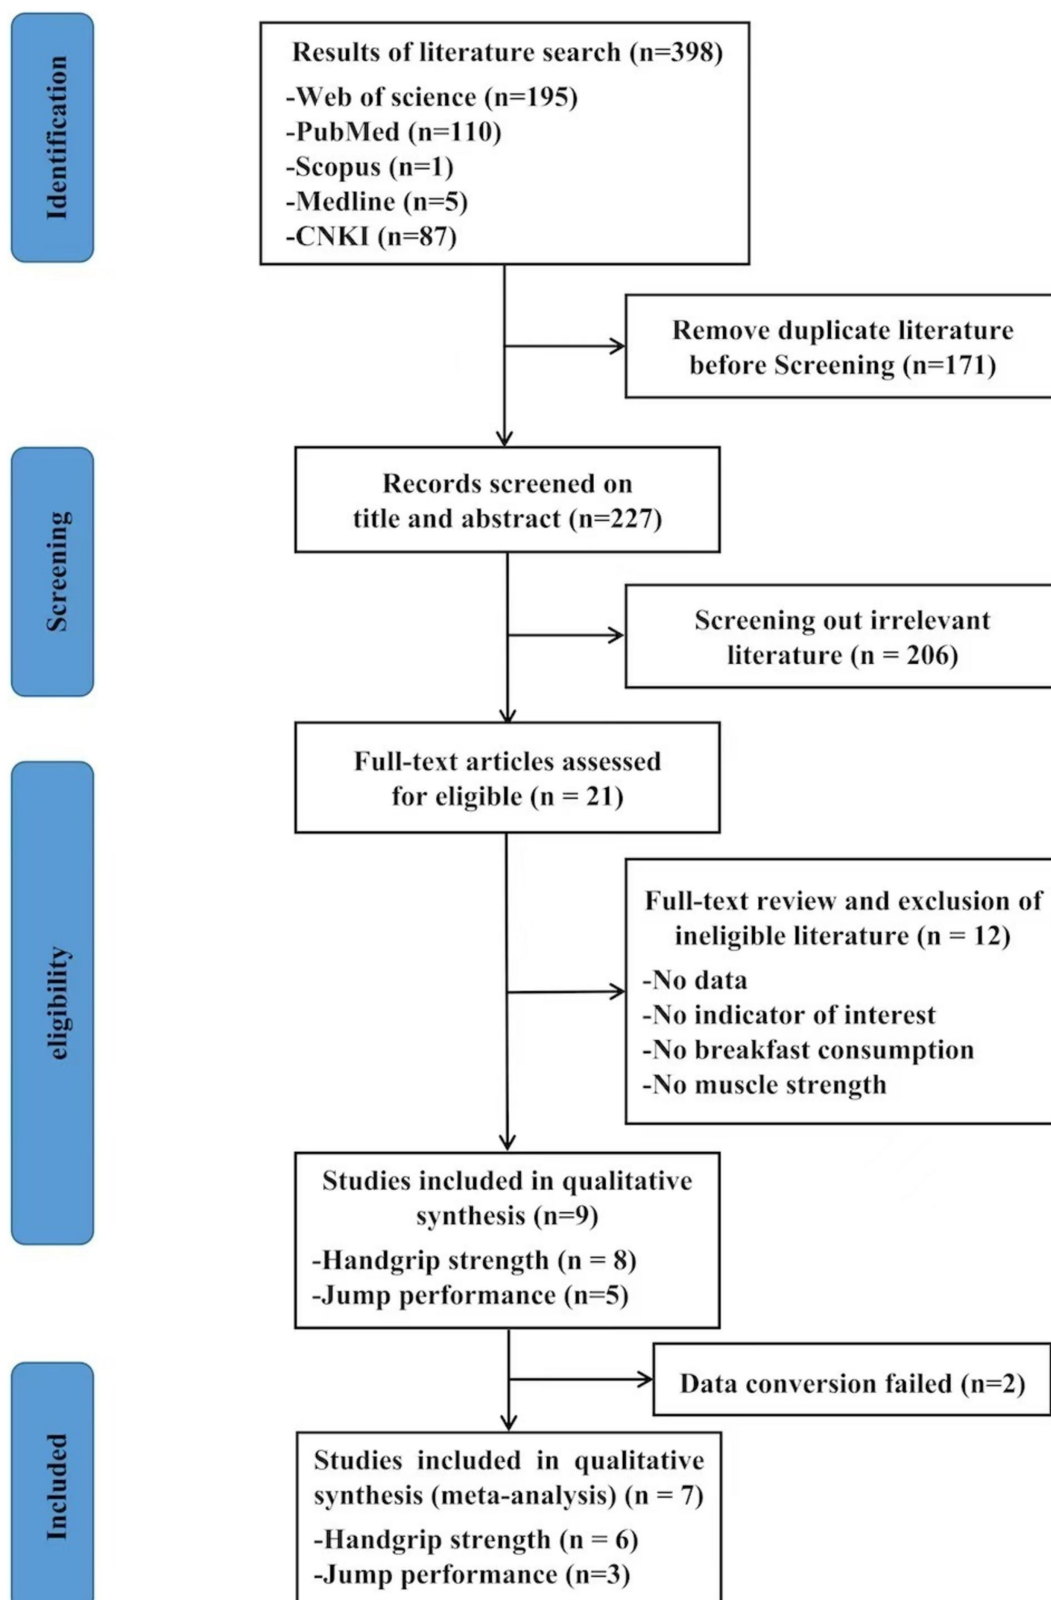 Identification
Results of literature search (n=398)
-Web of science (n=195)
-PubMed (n=110)
-Scopus (n=1)
-Medline (n=5)
-CNKI (n=87)
Remove duplicate literature
before Screening (n=171)
Screening
Records screened on
title and abstract (n=227)
Screening out irrelevant
literature (n = 206)
eligibility
Full-text articles assessed
for eligible (n = 21)
Full-text review and exclusion of
ineligible literature (n = 12)
-No data
-No indicator of interest
-No breakfast consumption
-No muscle strength
Studies included in qualitative
synthesis (n=9)
-Handgrip strength (n = 8)
-Jump performance (n=5)
Data conversion failed (n=2)
Included
Studies included in qualitative
synthesis (meta-analysis) (n = 7)
-Handgrip strength (n = 6)
-Jump performance (n=3)